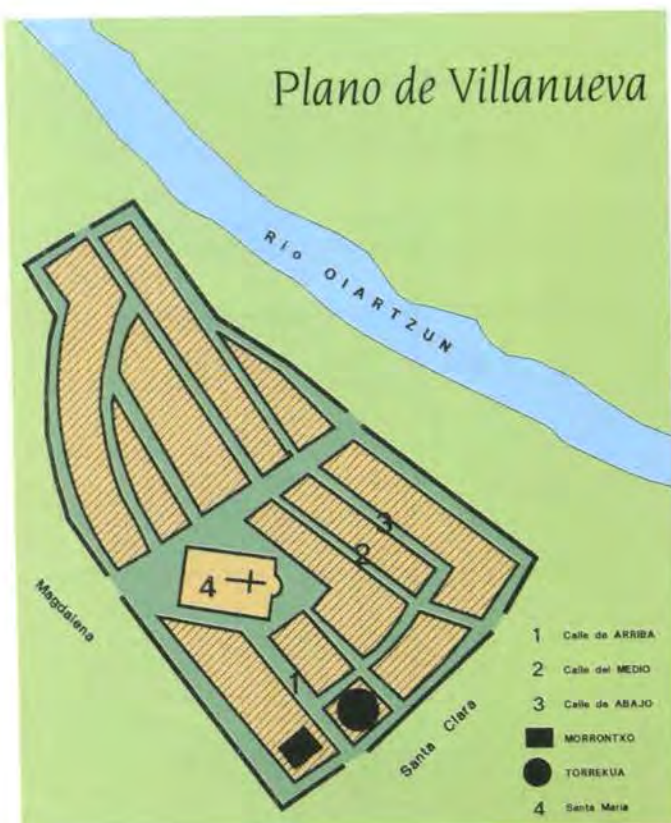 Plano de Villanueva
Río OIARTZUN
3
2
4
Magdalena
1
Santa Clara
1 Calle de ARRIBA
2 Calle del MEDIO
3 Calle de ABAJO
MORRONTXO
TORREKUA
4 Santa María